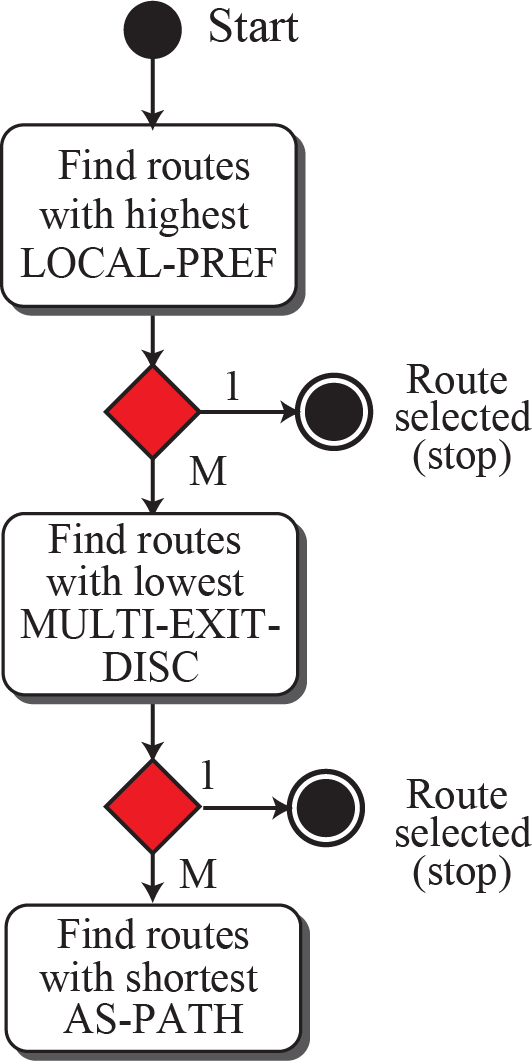 Start
Find routes
with highest
LOCAL-PREF
1
Route
selected
(stop)
M
Find routes
with lowest
MULTI-EXIT-
DISC
1
Route
selected
(stop)
M
Find routes
with shortest
AS-PATH